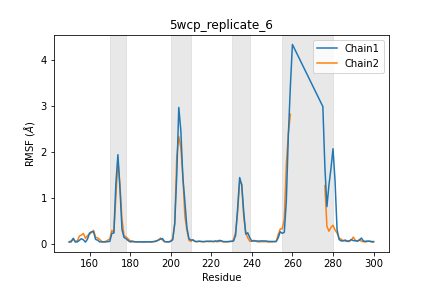 5wcp_replicate_6
Chain1
Chain2
RMSF (Å)
4
3
2
1
0
160 180 200 220 240 260 280 300
Residue